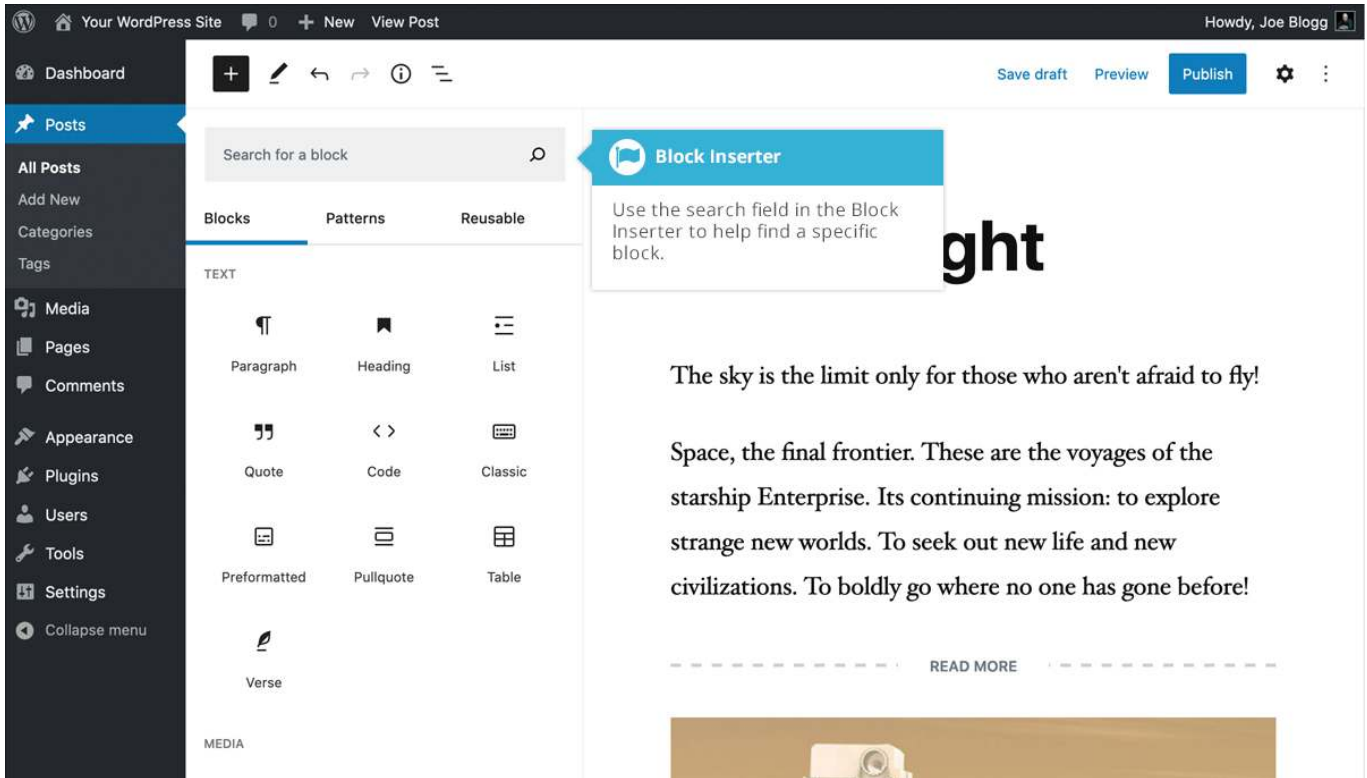 Your WordPress Site 0 New View Post Howdy, Joe Blogg
Dashboard
Posts
All Posts
Add New
Categories
Tags
Media
Pages
Comments
Appearance
Plugins
Users
Tools
Settings
Collapse menu
Save draft Preview Publish
Search for a block
Blocks Patterns Reusable
TEXT
Paragraph Heading List
Quote Code Classic
Preformatted Pullquote Table
Verse
MEDIA
Block Inserter
Use the search field in the Block
Inserter to help find a specific
block.
ght
The sky is the limit only for those who aren't afraid to fly!
Space, the final frontier. These are the voyages of the
starship Enterprise. Its continuing mission: to explore
strange new worlds. To seek out new life and new
civilizations. To boldly go where no one has gone before!
READ MORE